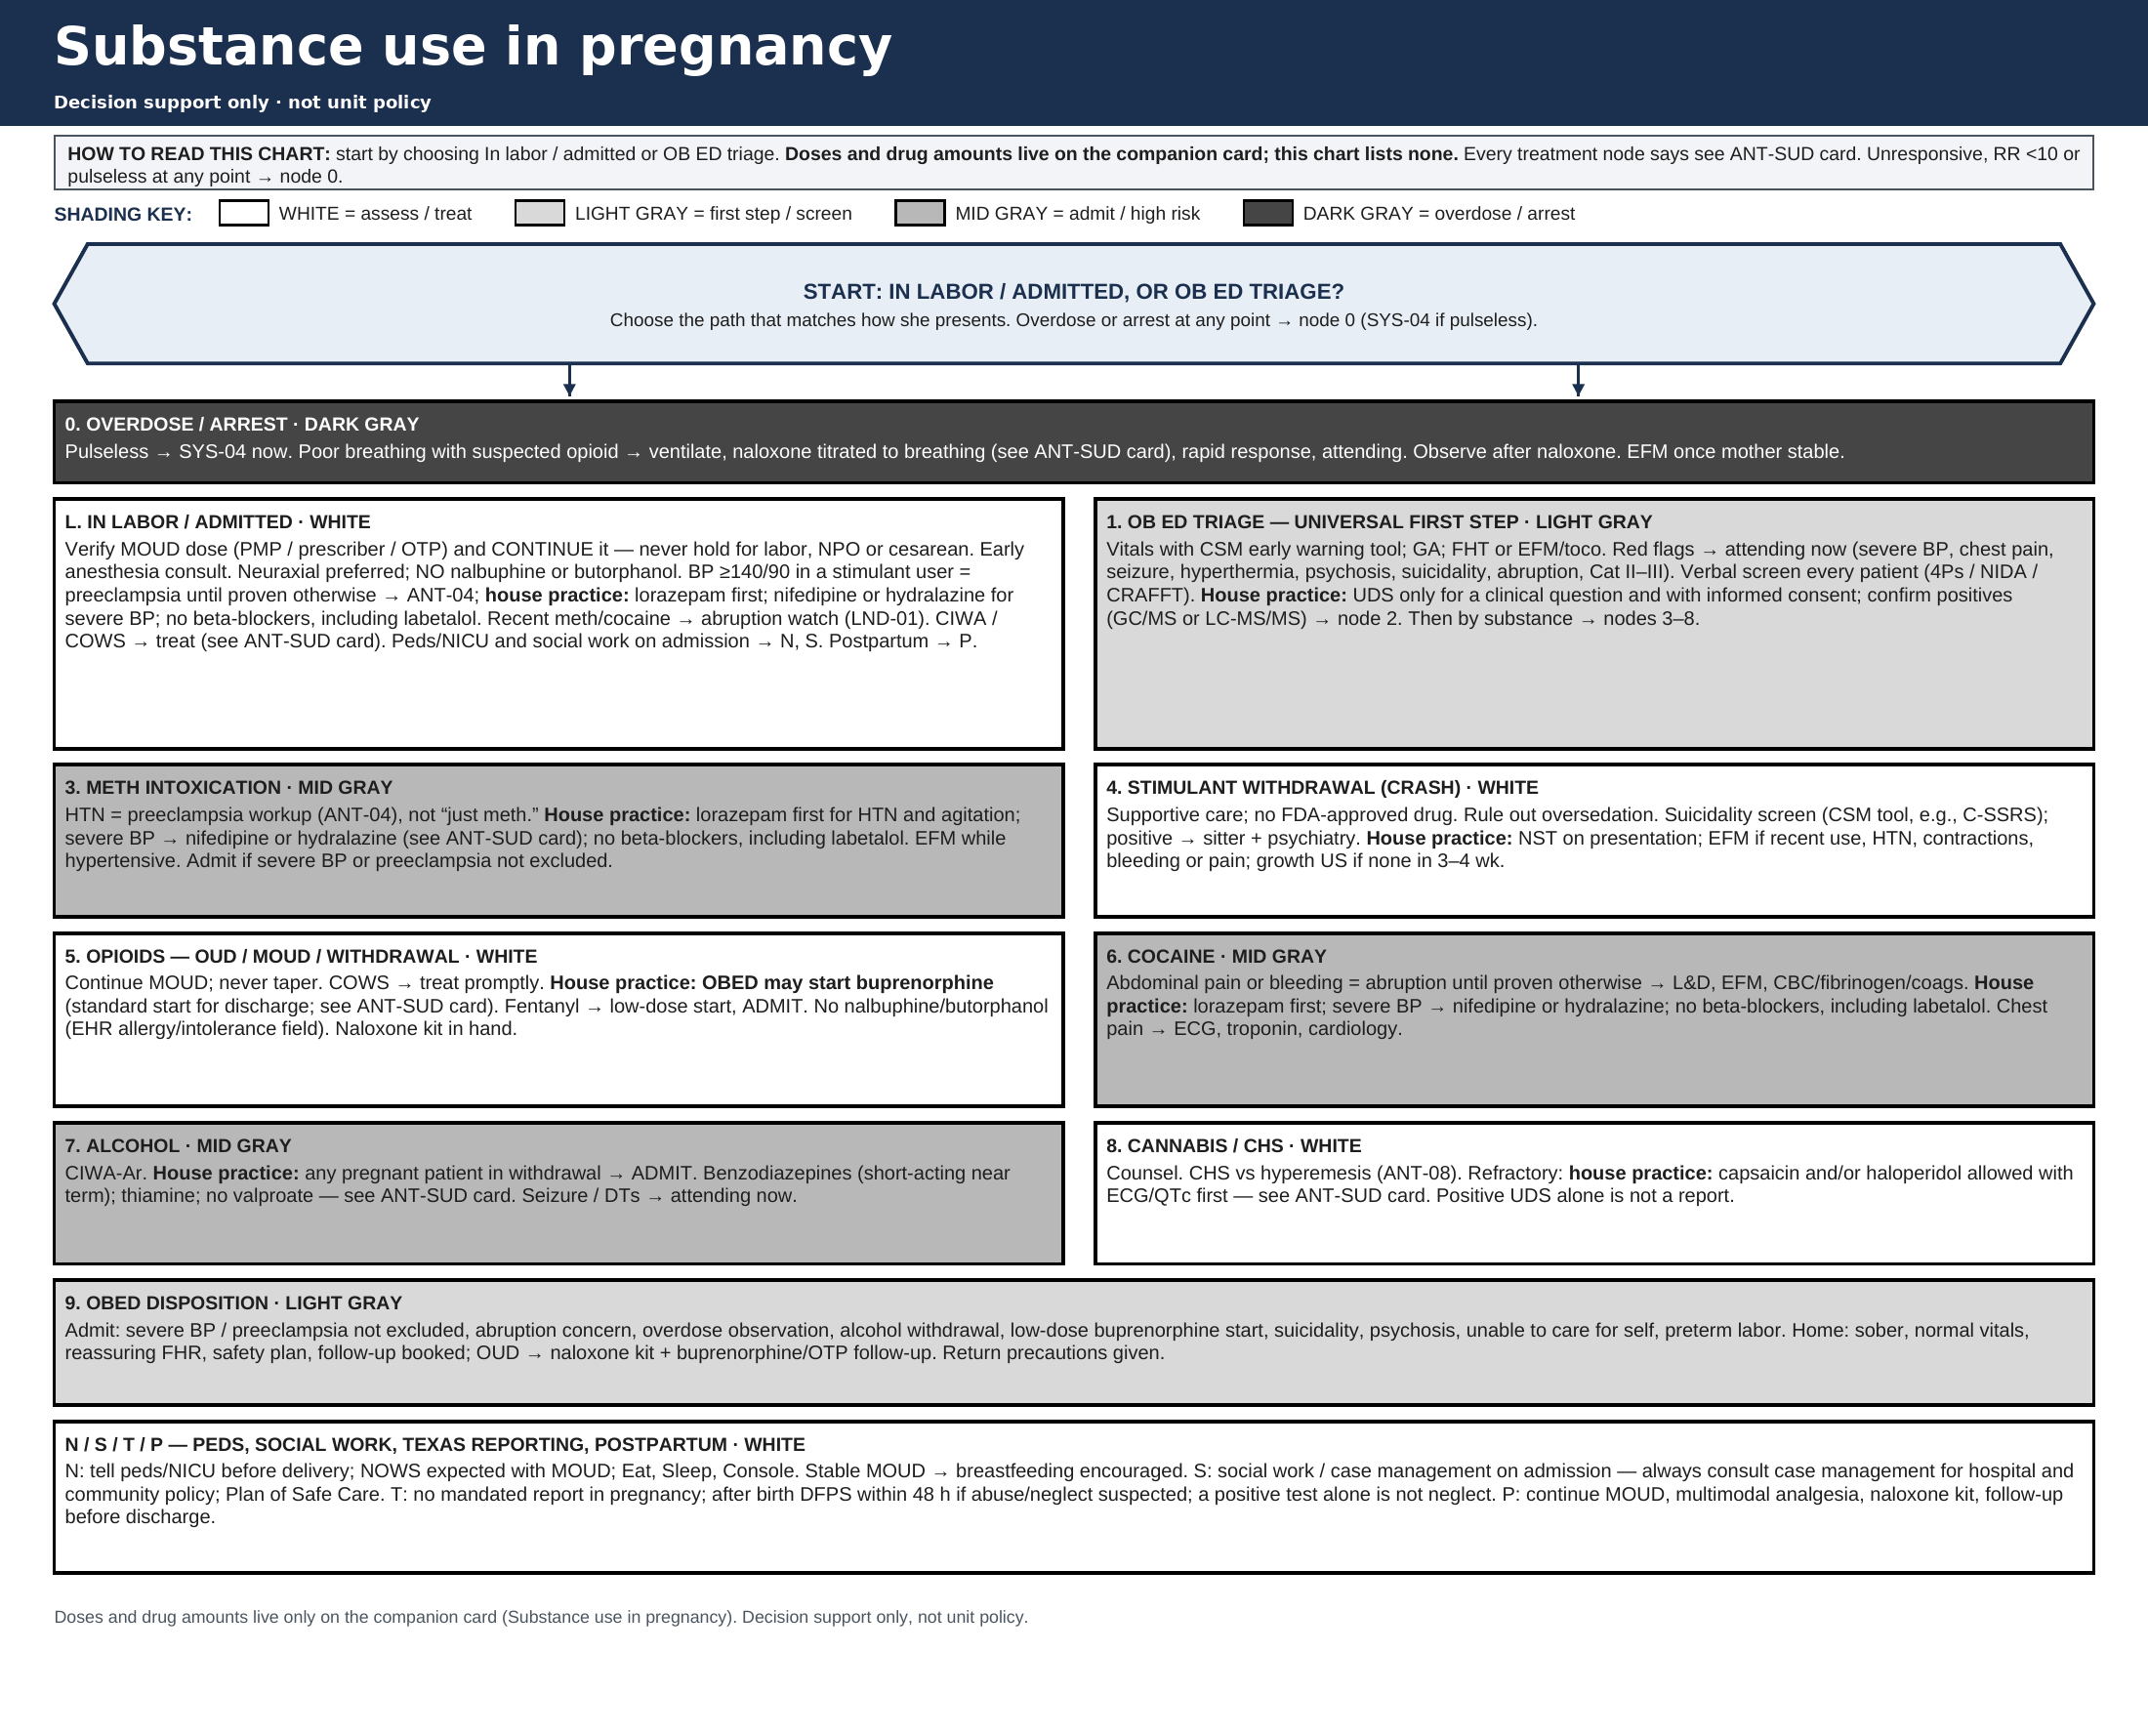 Substance use in pregnancy
Decision support only · not unit policy
HOW TO READ THIS CHART: start by choosing In labor / admitted or OB ED triage. Doses and drug amounts live on the companion card; this chart lists none. Every treatment node says see ANT-SUD card. Unresponsive, RR <10 or
pulseless at any point → node 0.
SHADING KEY: WHITE = assess / treat LIGHT GRAY = first step / screen MID GRAY = admit / high risk DARK GRAY = overdose / arrest
START: IN LABOR / ADMITTED, OR OB ED TRIAGE?
Choose the path that matches how she presents. Overdose or arrest at any point → node 0 (SYS-04 if pulseless).
0. OVERDOSE / ARREST · DARK GRAY
Pulseless → SYS-04 now. Poor breathing with suspected opioid → ventilate, naloxone titrated to breathing (see ANT-SUD card), rapid response, attending. Observe after naloxone. EFM once mother stable.
L. IN LABOR / ADMITTED · WHITE
Verify MOUD dose (PMP / prescriber / OTP) and CONTINUE it — never hold for labor, NPO or cesarean. Early
anesthesia consult. Neuraxial preferred; NO nalbuphine or butorphanol. BP ≥140/90 in a stimulant user =
preeclampsia until proven otherwise → ANT-04; house practice: lorazepam first; nifedipine or hydralazine for
severe BP; no beta-blockers, including labetalol. Recent meth/cocaine → abruption watch (LND-01). CIWA /
COWS → treat (see ANT-SUD card). Peds/NICU and social work on admission → N, S. Postpartum → P.
1. OB ED TRIAGE — UNIVERSAL FIRST STEP · LIGHT GRAY
Vitals with CSM early warning tool; GA; FHT or EFM/toco. Red flags → attending now (severe BP, chest pain,
seizure, hyperthermia, psychosis, suicidality, abruption, Cat II–III). Verbal screen every patient (4Ps / NIDA /
CRAFFT). House practice: UDS only for a clinical question and with informed consent; confirm positives
(GC/MS or LC-MS/MS) → node 2. Then by substance → nodes 3–8.
3. METH INTOXICATION · MID GRAY
HTN = preeclampsia workup (ANT-04), not “just meth.” House practice: lorazepam first for HTN and agitation;
severe BP → nifedipine or hydralazine (see ANT-SUD card); no beta-blockers, including labetalol. EFM while
hypertensive. Admit if severe BP or preeclampsia not excluded.
4. STIMULANT WITHDRAWAL (CRASH) · WHITE
Supportive care; no FDA-approved drug. Rule out oversedation. Suicidality screen (CSM tool, e.g., C-SSRS);
positive → sitter + psychiatry. House practice: NST on presentation; EFM if recent use, HTN, contractions,
bleeding or pain; growth US if none in 3–4 wk.
5. OPIOIDS — OUD / MOUD / WITHDRAWAL · WHITE
Continue MOUD; never taper. COWS → treat promptly. House practice: OBED may start buprenorphine
(standard start for discharge; see ANT-SUD card). Fentanyl → low-dose start, ADMIT. No nalbuphine/butorphanol
(EHR allergy/intolerance field). Naloxone kit in hand.
6. COCAINE · MID GRAY
Abdominal pain or bleeding = abruption until proven otherwise → L&D, EFM, CBC/fibrinogen/coags. House
practice: lorazepam first; severe BP → nifedipine or hydralazine; no beta-blockers, including labetalol. Chest
pain → ECG, troponin, cardiology.
7. ALCOHOL · MID GRAY
CIWA-Ar. House practice: any pregnant patient in withdrawal → ADMIT. Benzodiazepines (short-acting near
term); thiamine; no valproate — see ANT-SUD card. Seizure / DTs → attending now.
8. CANNABIS / CHS · WHITE
Counsel. CHS vs hyperemesis (ANT-08). Refractory: house practice: capsaicin and/or haloperidol allowed with
ECG/QTc first — see ANT-SUD card. Positive UDS alone is not a report.
9. OBED DISPOSITION · LIGHT GRAY
Admit: severe BP / preeclampsia not excluded, abruption concern, overdose observation, alcohol withdrawal, low-dose buprenorphine start, suicidality, psychosis, unable to care for self, preterm labor. Home: sober, normal vitals,
reassuring FHR, safety plan, follow-up booked; OUD → naloxone kit + buprenorphine/OTP follow-up. Return precautions given.
N / S / T / P — PEDS, SOCIAL WORK, TEXAS REPORTING, POSTPARTUM · WHITE
N: tell peds/NICU before delivery; NOWS expected with MOUD; Eat, Sleep, Console. Stable MOUD → breastfeeding encouraged. S: social work / case management on admission — always consult case management for hospital and
community policy; Plan of Safe Care. T: no mandated report in pregnancy; after birth DFPS within 48 h if abuse/neglect suspected; a positive test alone is not neglect. P: continue MOUD, multimodal analgesia, naloxone kit, follow-up
before discharge.
Doses and drug amounts live only on the companion card (Substance use in pregnancy). Decision support only, not unit policy.